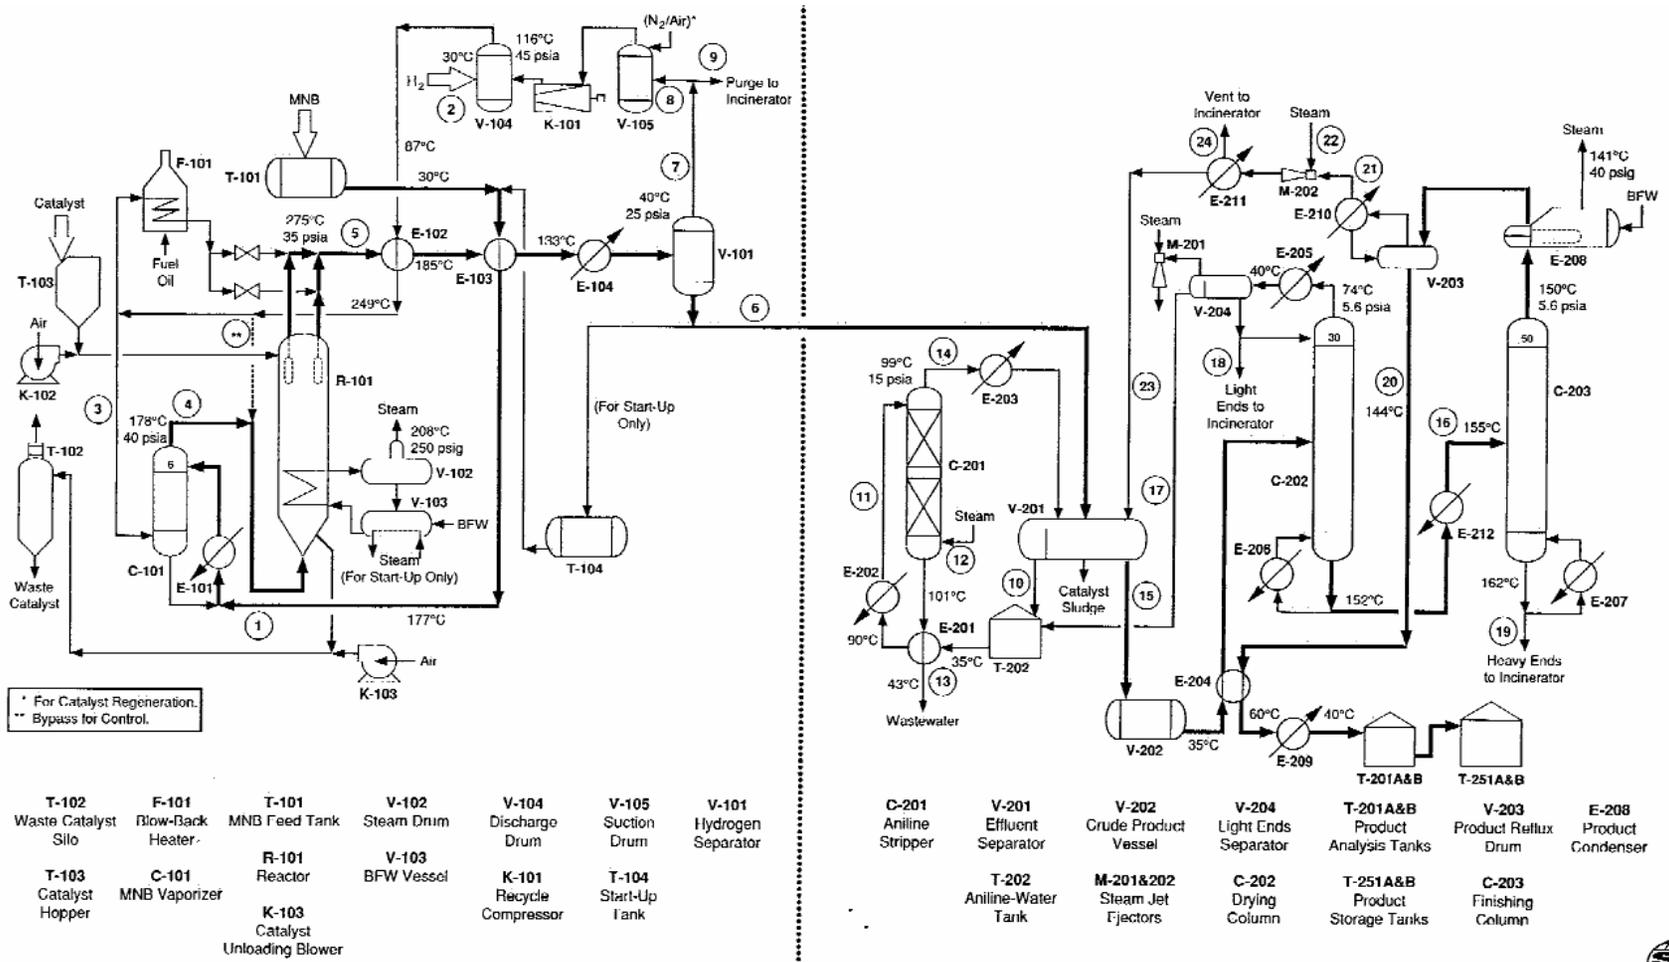 (N2/Air)*
116°C
45 psia
30°C
H2
2
V-104
K-101
V-105
8
9
Purge to
Incinerator
MNB
87°C
T-101
30°C
7
40°C
25 psia
F-101
Catalyst
275°C
35 psia
5
E-102
185°C
E-103
133°C
E-104
V-101
Fuel
Oil
T-103
249°C
6
Air
**
K-102
R-101
3
4
178°C
40 psia
Steam
208°C
250 psig
V-102
(For Start-Up
Only)
T-102
6
V-103
BFW
Steam
(For Start-Up Only)
Waste
Catalyst
C-101
E-101
T-104
1
177°C
Air
K-103
* For Catalyst Regeneration.
** Bypass for Control.
Vent to
Incinerator
Steam
24
22
Steam
141°C
40 psig
21
BFW
E-211
M-202
E-210
Steam
M-201
E-205
40°C
V-203
E-208
V-204
74°C
5.6 psia
150°C
5.6 psia
30
50
14
99°C
15 psia
E-203
23
18
Light
Ends to
Incinerator
20
144°C
C-203
16
155°C
C-201
11
17
C-202
Steam
V-201
12
E-212
E-206
E-202
10
Catalyst
Sludge
15
101°C
152°C
162°C
E-207
90°C
E-201
35°C
T-202
19
Heavy Ends
to Incinerator
43°C
13
Wastewater
E-204
60°C
40°C
V-202
35°C
E-209
T-201A&B
T-251A&B
T-102
Waste Catalyst
Silo
F-101
Blow-Back
Heater
T-101
MNB Feed Tank
V-102
Steam Drum
V-104
Discharge
Drum
V-105
Suction
Drum
V-101
Hydrogen
Separator
T-103
Catalyst
Hopper
C-101
MNB Vaporizer
R-101
Reactor
V-103
BFW Vessel
K-101
Recycle
Compressor
T-104
Start-Up
Tank
K-103
Catalyst
Unloading Blower
C-201
Aniline
Stripper
V-201
Effluent
Separator
V-202
Crude Product
Vessel
V-204
Light Ends
Separator
T-201A&B
Product
Analysis Tanks
V-203
Product Reflux
Drum
E-208
Product
Condenser
T-202
Aniline-Water
Tank
M-201&202
Steam Jet
Ejectors
C-202
Drying
Column
T-251A&B
Product
Storage Tanks
C-203
Finishing
Column